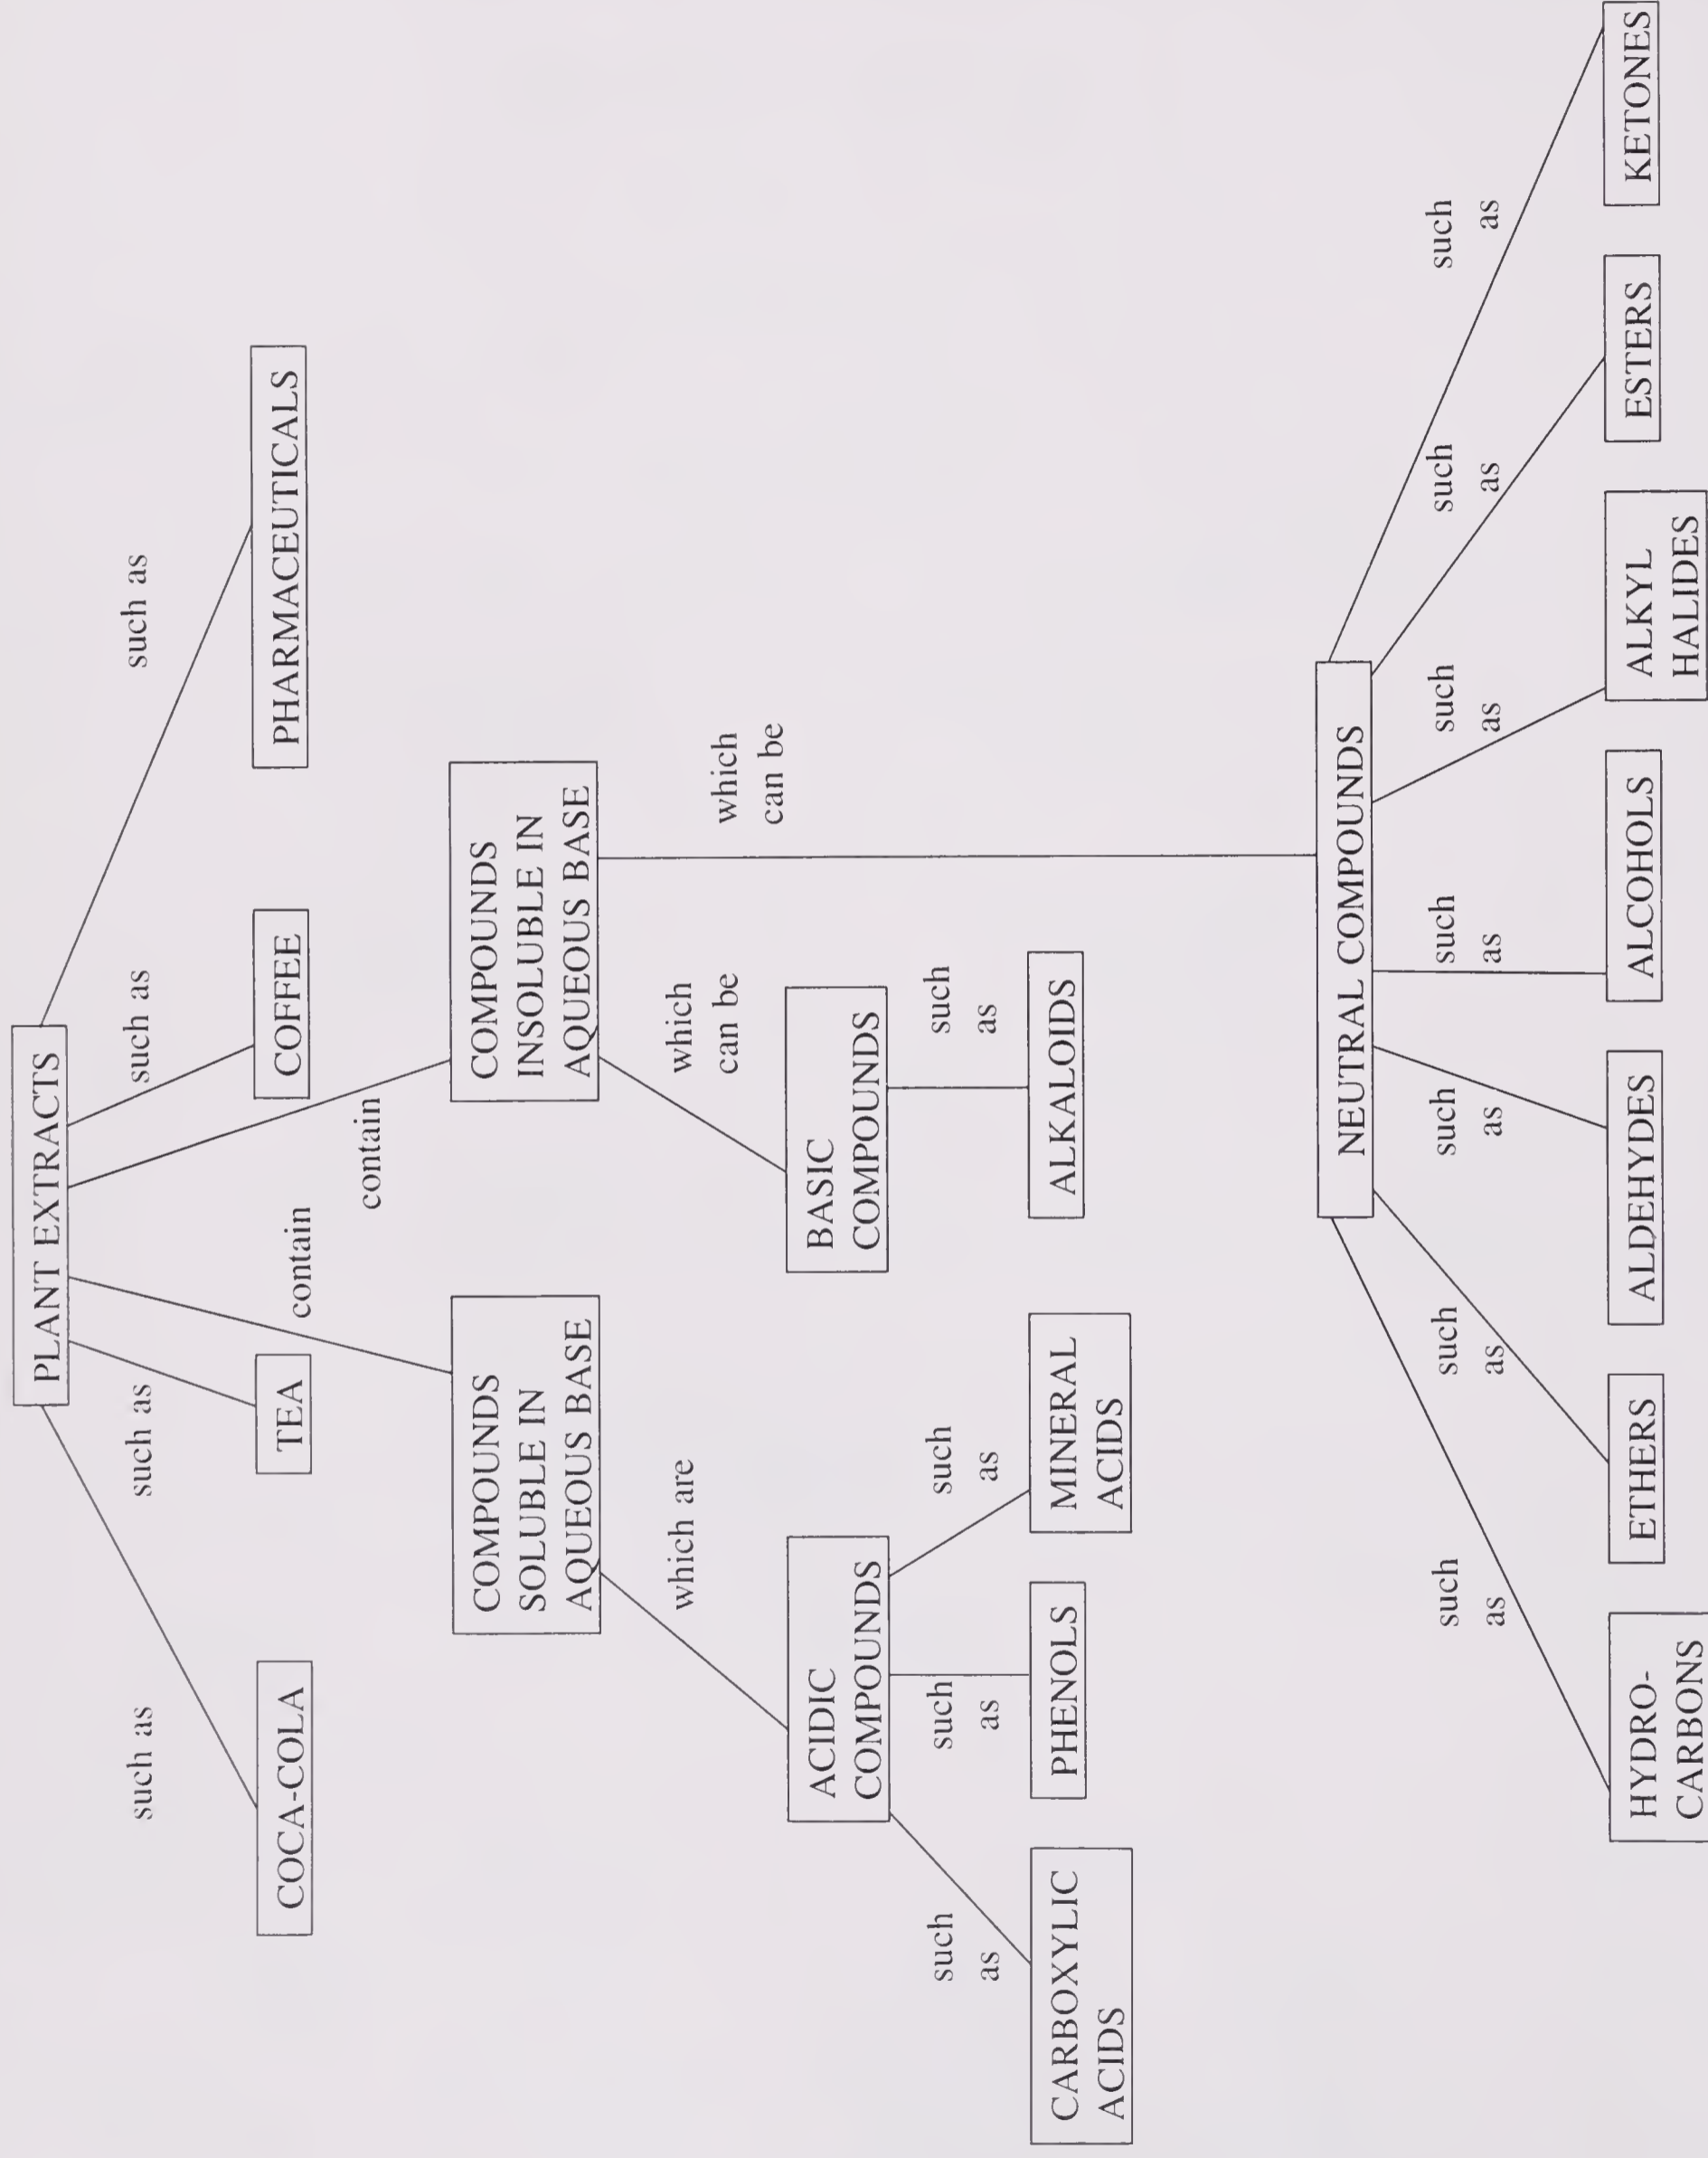 PLANT EXTRACTS
such as
such as
such as
such as
COCA-COLA
TEA
COFFEE
PHARMACEUTICALS
contain
contain
COMPOUNDS
SOLUBLE IN
AQUEOUS BASE
COMPOUNDS
INSOLUBLE IN
AQUEOUS BASE
which are
which
can be
which
can be
ACIDIC
COMPOUNDS
BASIC
COMPOUNDS
such
as
such
as
such
as
such
as
CARBOXYLIC
ACIDS
PHENOLS
MINERAL
ACIDS
ALKALOIDS
NEUTRAL COMPOUNDS
such
as
such
as
such
as
such
as
such
as
such
as
such
as
HYDRO-
CARBONS
ETHERS
ALDEHYDES
ALCOHOLS
ALKYL
HALIDES
ESTERS
KETONES